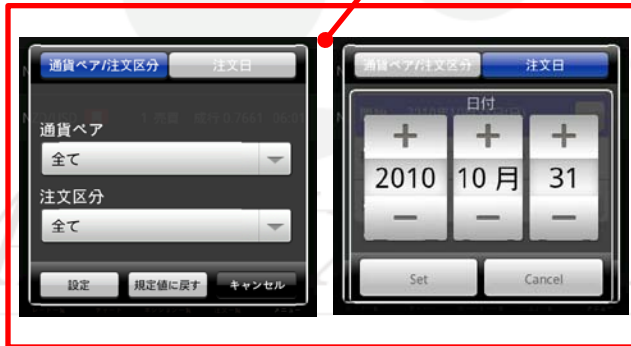 通貨ペア/注文区分
注文日
通貨ペア
全て
注文区分
全て
設定
規定値に戻す
キャンセル
通貨ペア/注文区分
注文日
日付
2010
10 月
31
Set
Cancel